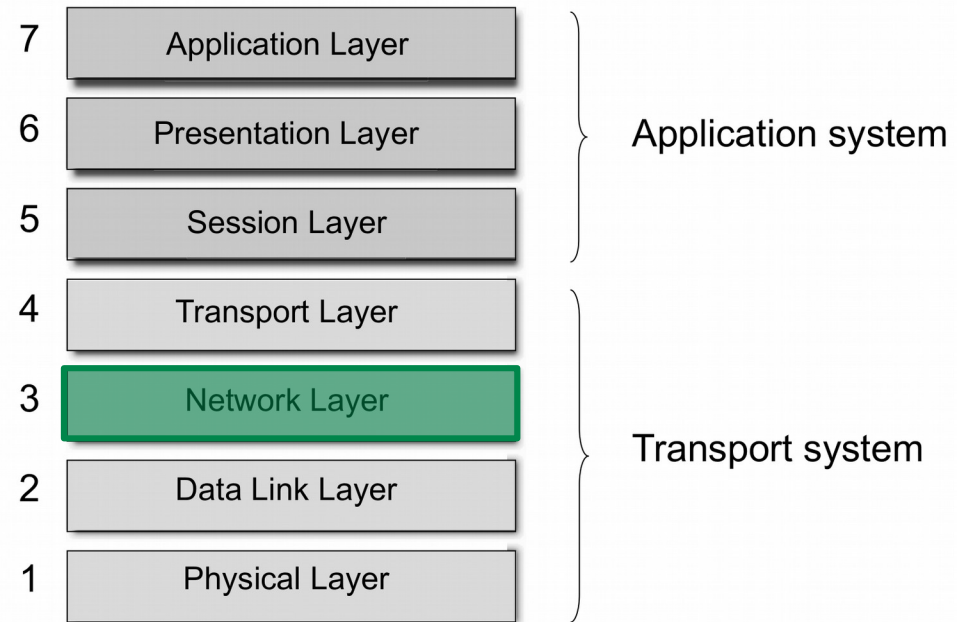 7 Application Layer
6 Presentation Layer
Application system
5 Session Layer
4 Transport Layer
3 Network Layer
Transport system
2 Data Link Layer
1 Physical Layer